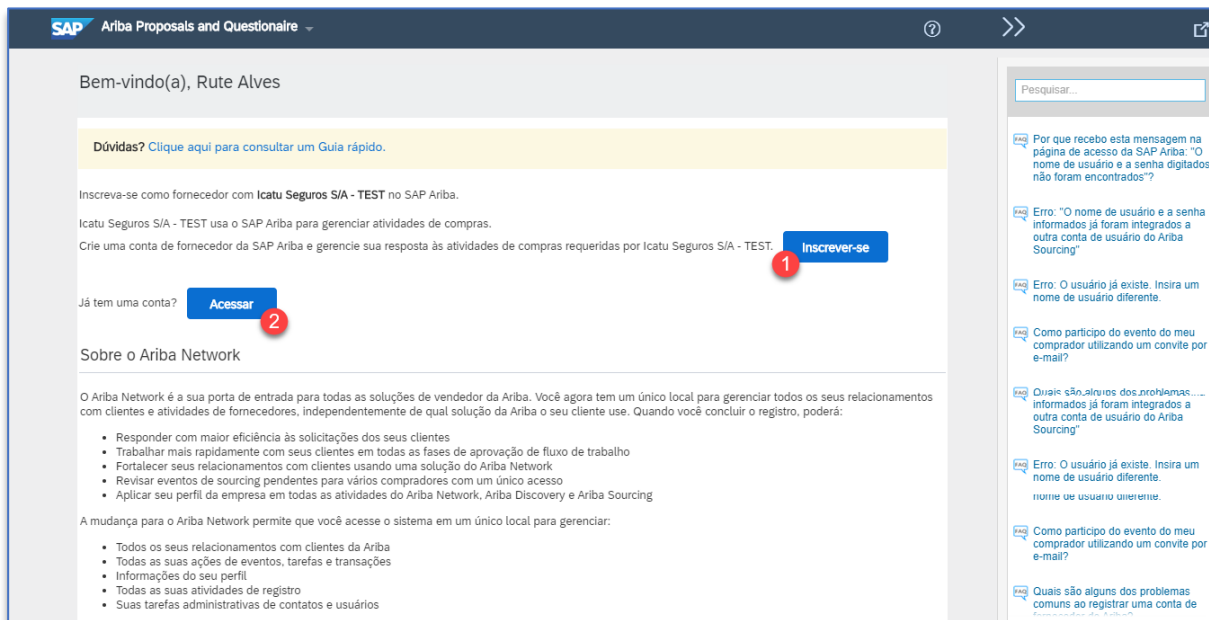 SAP Ariba Proposals and Questionaire
Bem-vindo(a), Rute Alves
Dúvidas? Clique aqui para consultar um Guia rápido.
Inscreva-se como fornecedor com Icatu Seguros S/A - TEST no SAP Ariba.
Icatu Seguros S/A - TEST usa o SAP Ariba para gerenciar atividades de compras.
Crie uma conta de fornecedor da SAP Ariba e gerencie sua resposta às atividades de compras requeridas por Icatu Seguros S/A - TEST. Inscrever-se
1
Já tem uma conta? Acessar
2
Sobre o Ariba Network
O Ariba Network é a sua porta de entrada para todas as soluções de vendedor da Ariba. Você agora tem um único local para gerenciar todos os seus relacionamentos
com clientes e atividades de fornecedores, independentemente de qual solução da Ariba o seu cliente use. Quando você concluir o registro, poderá:
• Responder com maior eficiência às solicitações dos seus clientes
• Trabalhar mais rapidamente com seus clientes em todas as fases de aprovação de fluxo de trabalho
• Fortalecer seus relacionamentos com clientes usando uma solução do Ariba Network
• Revisar eventos de sourcing pendentes para vários compradores com um único acesso
• Aplicar seu perfil da empresa em todas as atividades do Ariba Network, Ariba Discovery e Ariba Sourcing
A mudança para o Ariba Network permite que você acesse o sistema em um único local para gerenciar:
• Todos os seus relacionamentos com clientes da Ariba
• Todas as suas ações de eventos, tarefas e transações
• Informações do seu perfil
• Todas as suas atividades de registro
• Suas tarefas administrativas de contatos e usuários
Pesquisar...
FAQ Por que recebo esta mensagem na
página de acesso da SAP Ariba: "O
nome de usuário e a senha digitados
não foram encontrados"?
FAQ Erro: "O nome de usuário e a senha
informados já foram integrados a
outra conta de usuário do Ariba
Sourcing"
FAQ Erro: O usuário já existe. Insira um
nome de usuário diferente.
FAQ Como participo do evento do meu
comprador utilizando um convite por
e-mail?
FAQ Quais são alguns dos problemas
informados já foram integrados a
outra conta de usuário do Ariba
Sourcing"
FAQ Erro: O usuário já existe. Insira um
nome de usuário diferente.
nome de usuário diferente.
FAQ Como participo do evento do meu
comprador utilizando um convite por
e-mail?
FAQ Quais são alguns dos problemas
comuns ao registrar uma conta de